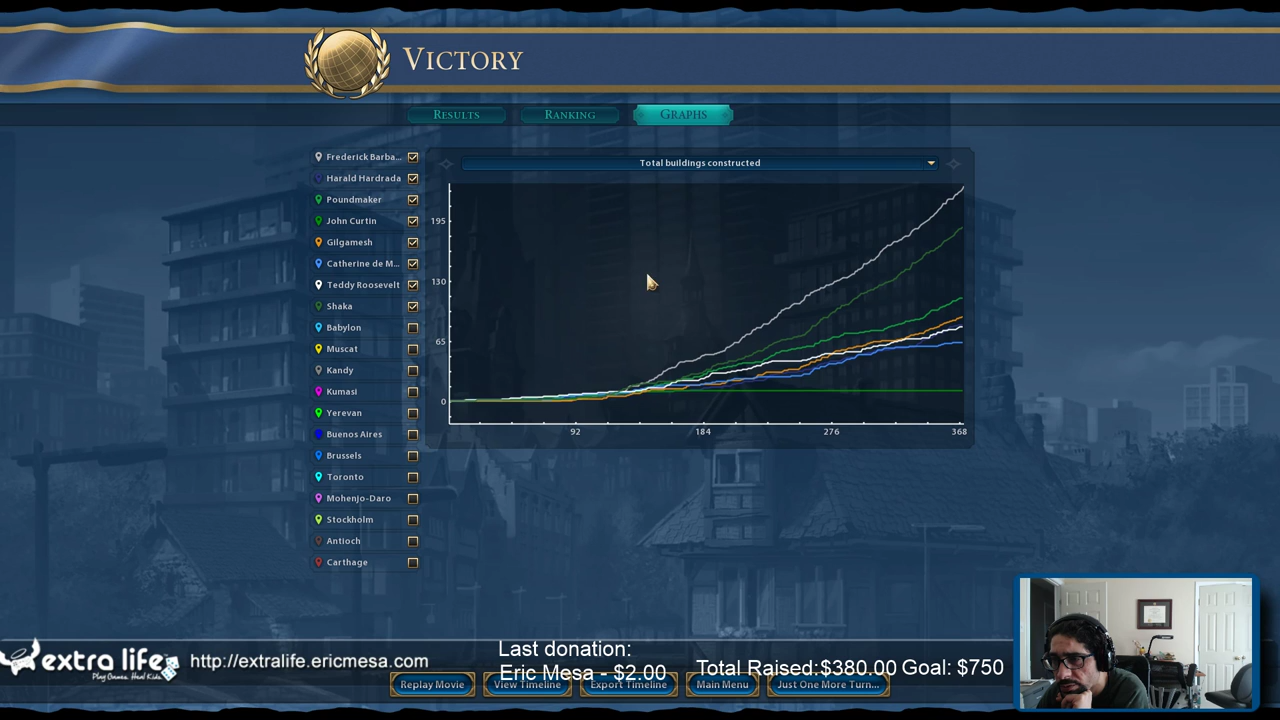 VICTORY
RESULTS
RANKING
GRAPHS
Frederick Barba...
Harald Hardrada
Poundmaker
John Curtin
Gilgamesh
Catherine de M...
Teddy Roosevelt
Shaka
Babylon
Muscat
Kandy
Kumasi
Yerevan
Buenos Aires
Brussels
Toronto
Mohenjo-Daro
Stockholm
Antioch
Carthage
Total buildings constructed
195
130
65
0
92
184
276
368
extra life
Play Games. Heal Kids.
http://extralife.ericmesa.com
Last donation:
Eric Mesa - $2.00
Total Raised:$380.00 Goal: $750
Replay Movie
View Timeline
Export Timeline
Main Menu
Just One More Turn...